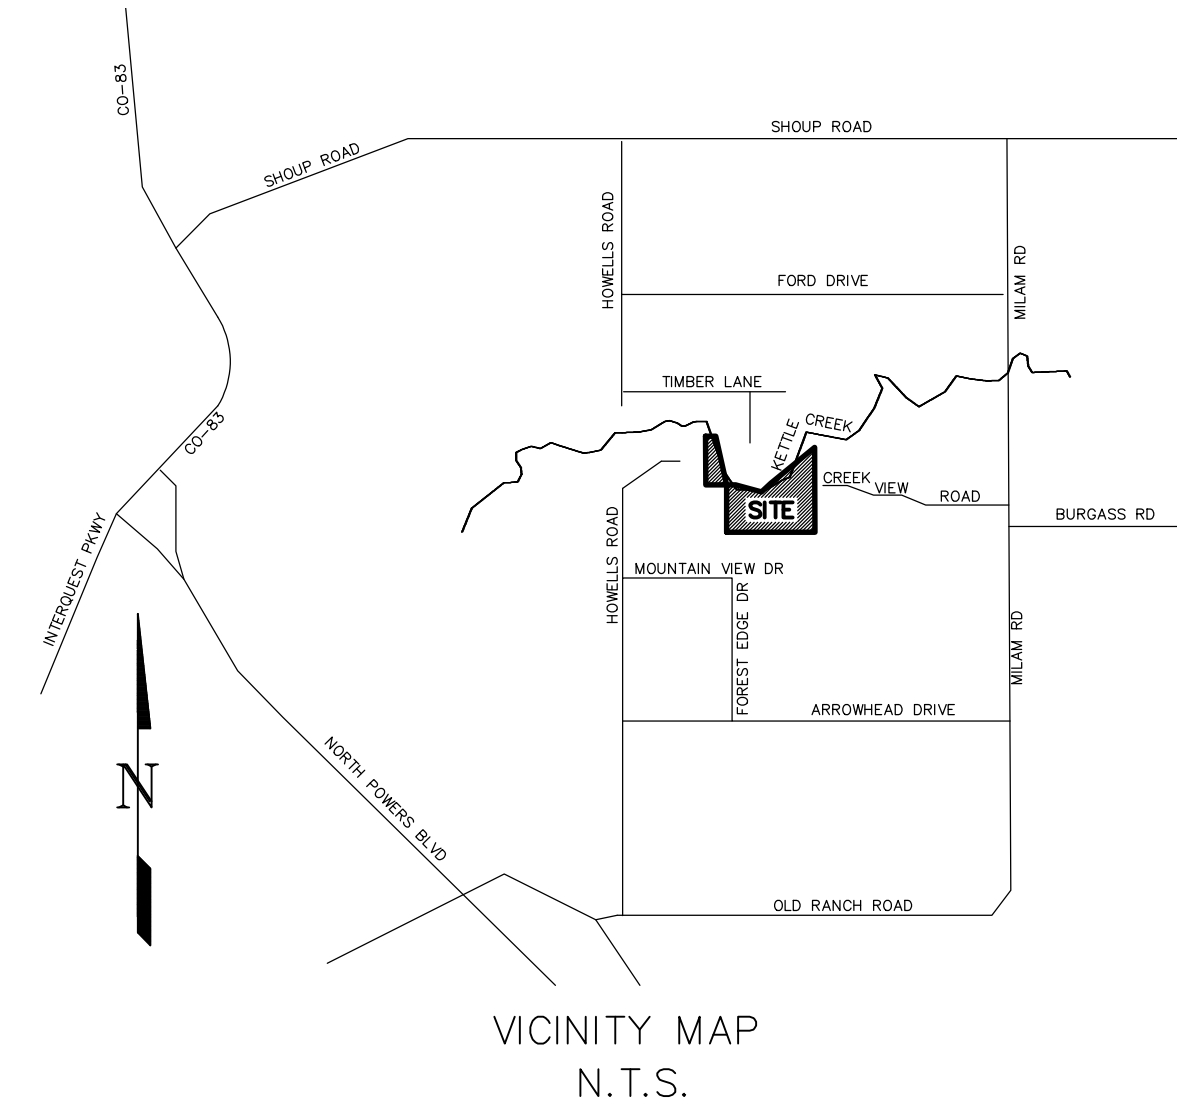 CO-83
SHOUP ROAD
SHOUP ROAD
HOWELLS ROAD
FORD DRIVE
MILAM RD
TIMBER LANE
CO-83
KETTLE CREEK
CREEK VIEW ROAD
SITE
BURGASS RD
INTERQUEST PKWY
HOWELLS ROAD
MOUNTAIN VIEW DR
FOREST EDGE DR
MILAM RD
ARROWHEAD DRIVE
N
NORTH POWERS BLVD
OLD RANCH ROAD
VICINITY MAP
N.T.S.